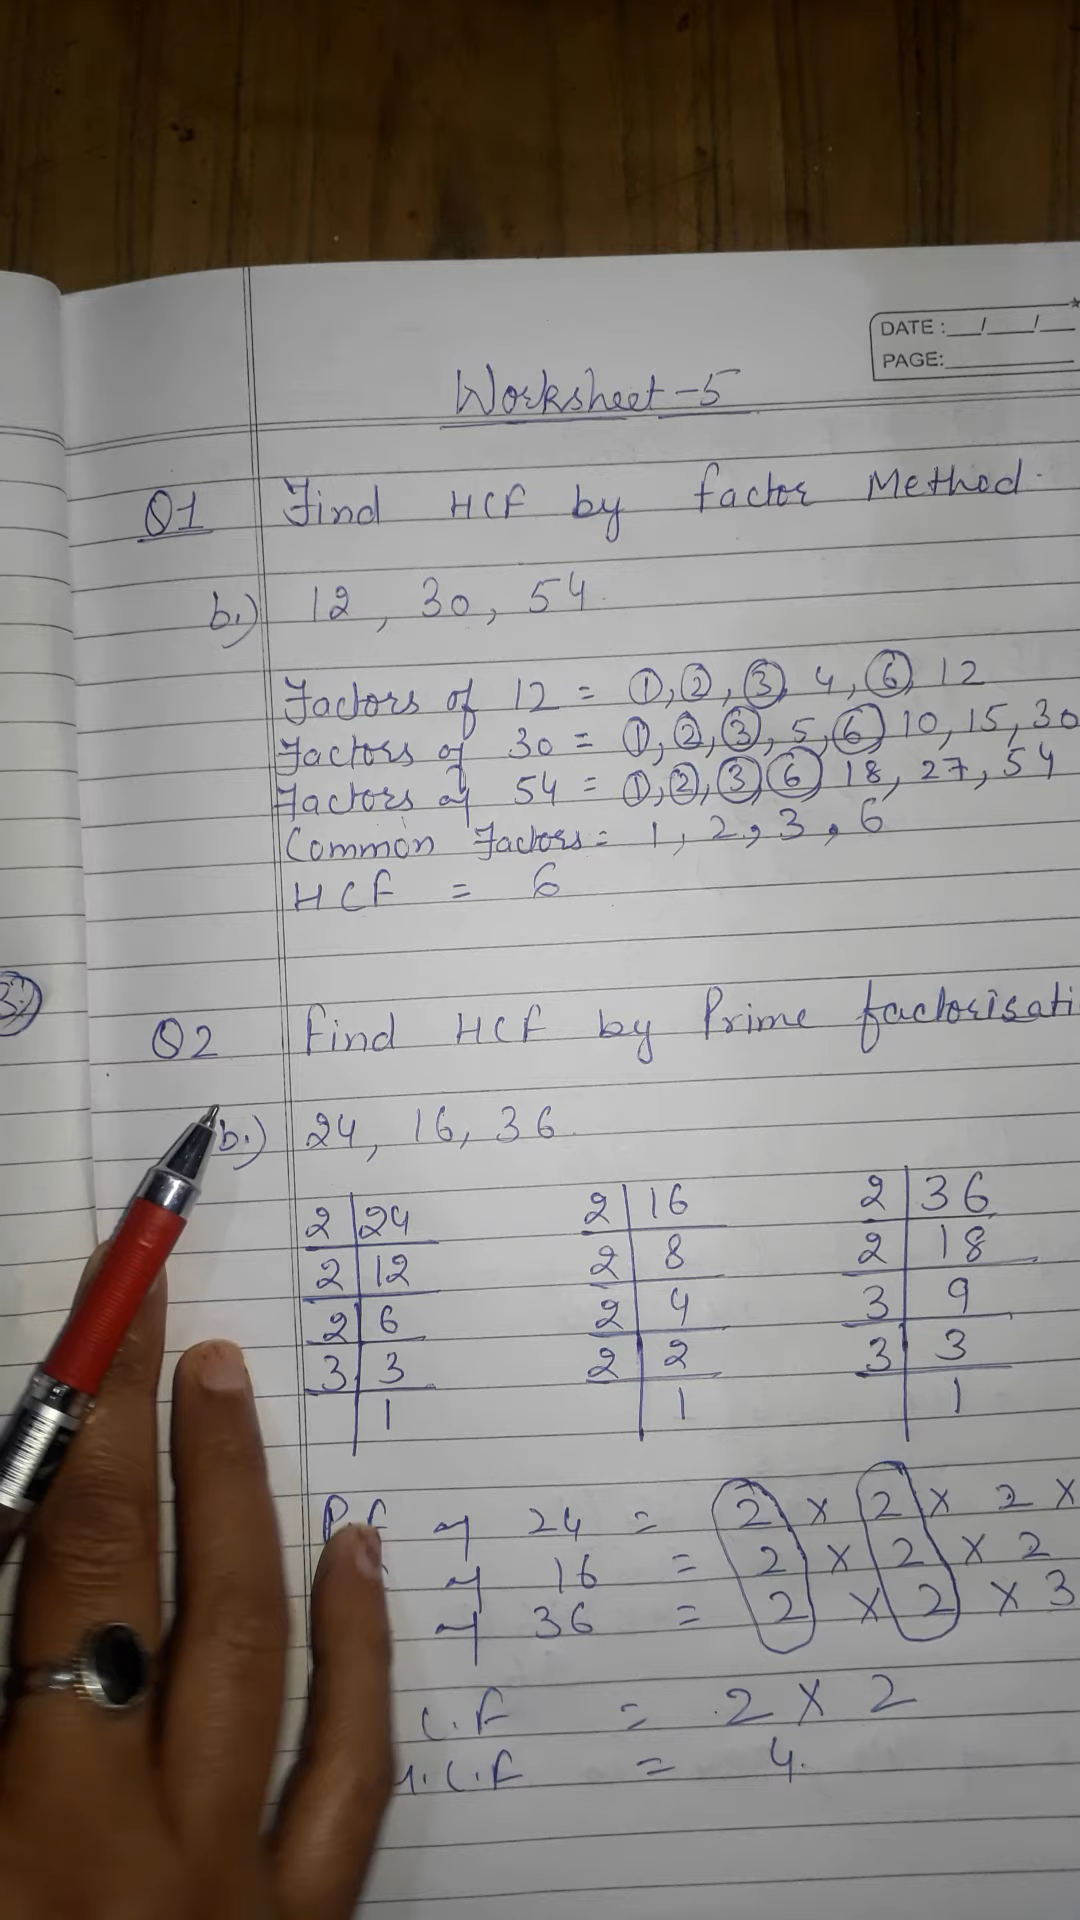 DATE: __/__/__
PAGE:
Worksheet-5
Q1 Find HCF by factor Method.
b.) 12, 30, 54.
Factors of 12 = 1, 2, 3, 4, 6, 12
Factors of 30 = 1, 2, 3, 5, 6, 10, 15, 30
Factors of 54 = 1, 2, 3, 6, 18, 27, 54
Common Factors = 1, 2, 3, 6
HCF = 6
3.)
Q2 Find HCF by Prime factorisati
b.) 24, 16, 36.
2 | 24 2 | 16 2 | 36
2 | 12 2 | 8 2 | 18
2 | 6 2 | 4 3 | 9
3 | 3 2 | 2 3 | 3
1 1 1
P.F of 24 = 2 × 2 × 2 ×
of 16 = 2 × 2 × 2
of 36 = 2 × 2 × 3
C.F = 2 × 2
H.C.F = 4.